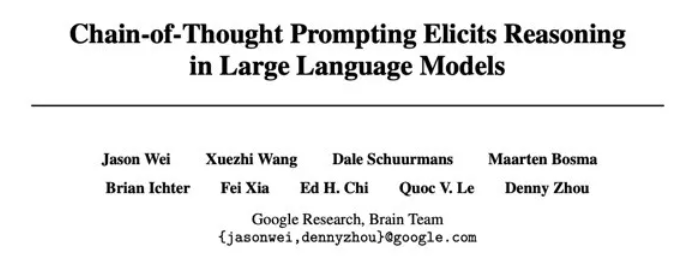 Chain-of-Thought Prompting Elicits Reasoning
in Large Language Models
Jason Wei Xuezhi Wang Dale Schuurmans Maarten Bosma
Brian Ichter Fei Xia Ed H. Chi Quoc V. Le Denny Zhou
Google Research, Brain Team
{jasonwei,dennyzhou}@google.com